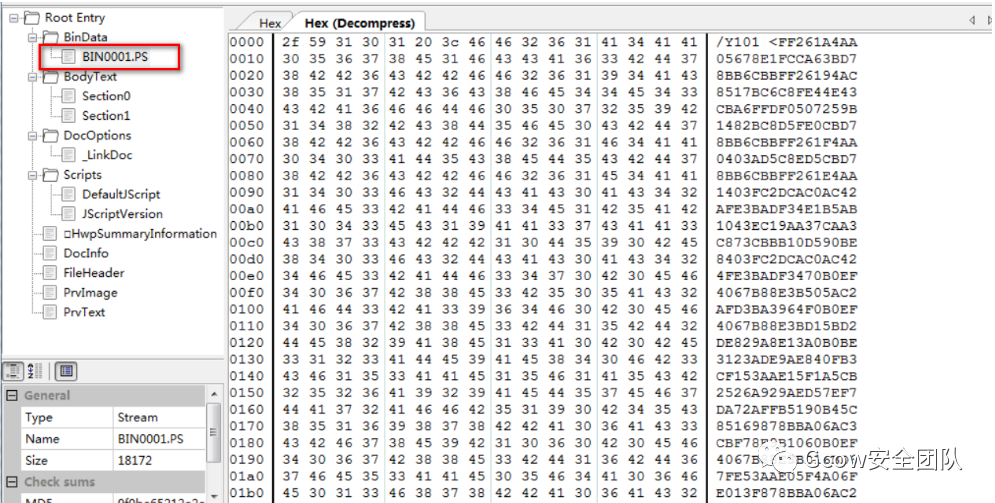 Root Entry
BinData
BIN0001.PS
BodyText
Section0
Section1
DocOptions
_LinkDoc
Scripts
DefaultJScript
JScriptVersion
□HwpSummaryInformation
DocInfo
FileHeader
PrvImage
PrvText
General
Type Stream
Name BIN0001.PS
Size 18172
Check sums
Hex Hex (Decompress)
0000 2f 59 31 30 31 20 3c 46 46 32 36 31 41 34 41 41 /Y101 <FF261A4AA
0010 30 35 36 37 38 45 31 46 43 43 41 36 33 42 44 37 05678E1FCCA63BD7
0020 38 42 42 36 43 42 42 46 46 32 36 31 39 34 41 43 8BB6CBBFF26194AC
0030 38 35 31 37 42 43 36 43 38 46 45 34 34 45 34 33 8517BC6C8FE44E43
0040 43 42 41 36 46 46 44 46 30 35 30 37 32 35 39 42 CBA6FFDF0507259B
0050 31 34 38 32 42 43 38 44 35 46 45 30 43 42 44 37 1482BC8D5FE0CBD7
0060 38 42 42 36 43 42 42 46 46 32 36 31 46 34 41 41 8BB6CBBFF261F4AA
0070 30 34 30 33 41 44 35 43 38 45 44 35 43 42 44 37 0403AD5C8ED5CBD7
0080 38 42 42 36 43 42 42 46 46 32 36 31 45 34 41 41 8BB6CBBFF261E4AA
0090 31 34 30 33 46 43 32 44 43 41 43 30 41 43 34 32 1403FC2DCAC0AC42
00a0 41 46 45 33 42 41 44 46 33 34 45 31 42 35 41 42 AFE3BADF34E1B5AB
00b0 31 30 34 33 45 43 31 39 41 41 33 37 43 41 41 33 1043EC19AA37CAA3
00c0 43 38 37 33 43 42 42 42 31 30 44 35 39 30 42 45 C873CBBB10D590BE
00d0 38 34 30 33 46 43 32 44 43 41 43 30 41 43 34 32 8403FC2DCAC0AC42
00e0 34 46 45 33 42 41 44 46 33 34 37 30 42 30 45 46 4FE3BADF3470B0EF
00f0 34 30 36 37 42 38 38 45 33 42 35 30 35 41 43 32 4067B88E3B505AC2
0100 41 46 44 33 42 41 33 39 36 34 46 30 42 30 45 46 AFD3BA3964F0B0EF
0110 34 30 36 37 42 38 38 45 33 42 44 31 35 42 44 32 4067B88E3BD15BD2
0120 44 45 38 32 39 41 38 45 31 33 41 30 42 30 42 45 DE829A8E13A0B0BE
0130 33 31 32 33 41 44 45 39 41 45 38 34 30 46 42 33 3123ADE9AE840FB3
0140 43 46 31 35 33 41 41 45 31 35 46 31 41 35 43 42 CF153AAE15F1A5CB
0150 32 35 32 36 41 39 32 39 41 45 44 35 37 45 46 37 2526A929AED57EF7
0160 44 41 37 32 41 46 46 42 35 31 39 30 42 34 35 43 DA72AFFB5190B45C
0170 38 35 31 36 39 38 37 38 42 42 41 30 36 41 43 33 85169878BBA06AC3
0180 43 42 46 37 38 45 39 42 31 30 36 30 42 30 45 46 CBF78E9B1060B0EF
0190 34 30 36 37 42 38 38 45 33 42 44 31 36 42 44 36
01a0 37 46 45 35 33 41 41 45 30 35 46 34 41 30 36 46 7FE53AAE05F4A06F
01b0 45 30 31 33 46 38 37 38 42 42 41 30 36 41 43 32 E013F878BBA06AC2